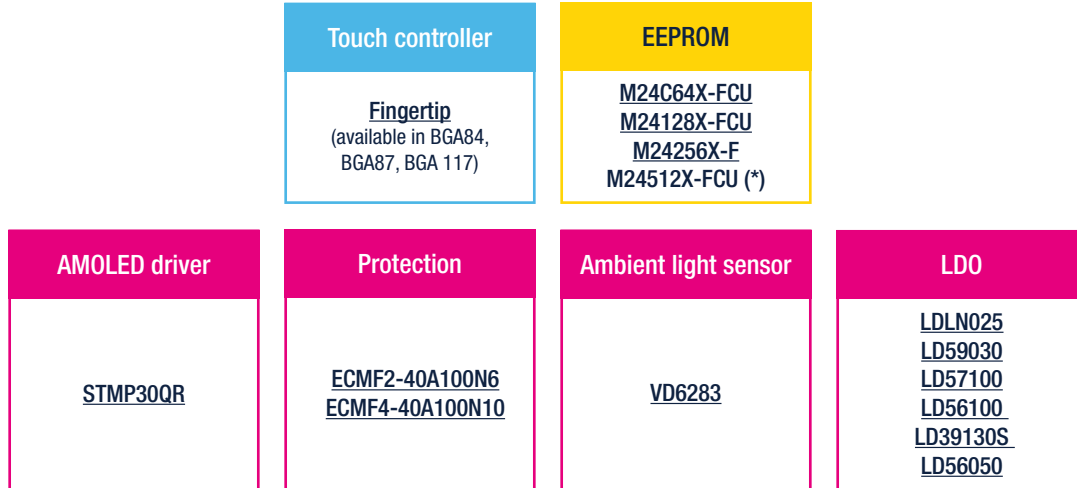 Touch controller
Fingertip
(available in BGA84,
BGA87, BGA 117)
EEPROM
M24C64X-FCU
M24128X-FCU
M24256X-F
M24512X-FCU (*)
AMOLED driver
STMP30QR
Protection
ECMF2-40A100N6
ECMF4-40A100N10
Ambient light sensor
VD6283
LDO
LDLN025
LD59030
LD57100
LD56100
LD39130S
LD56050